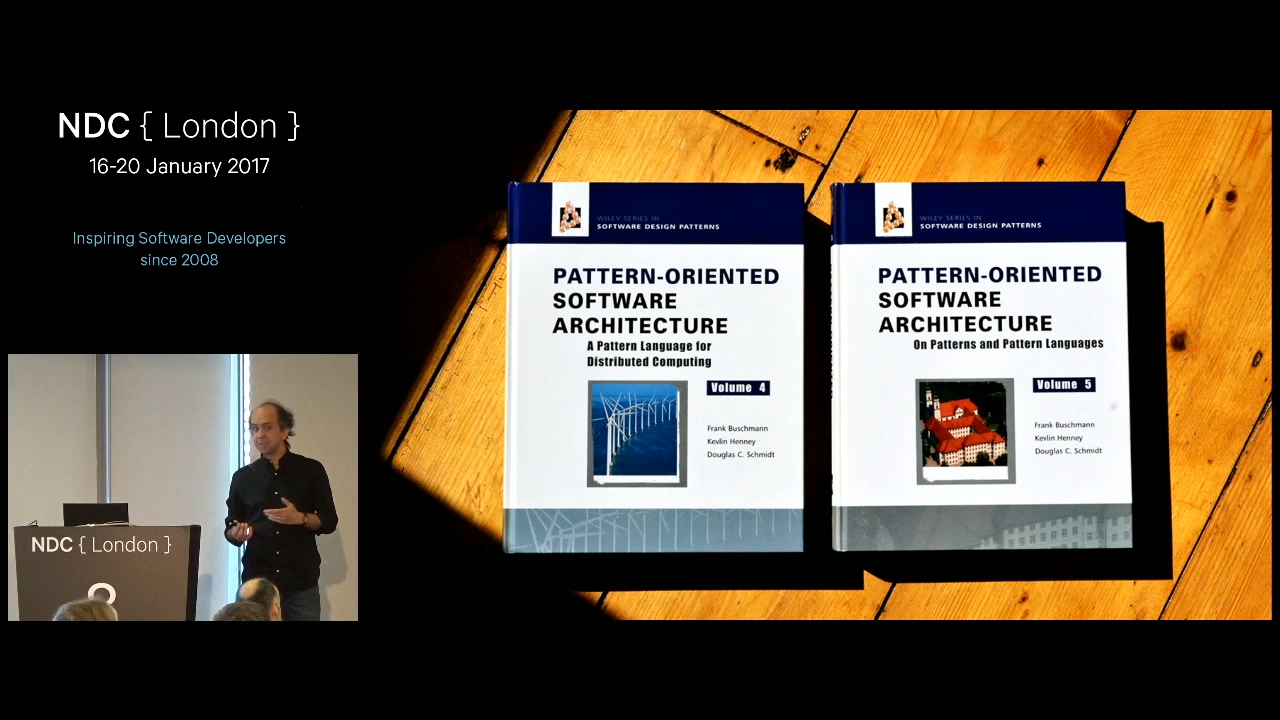 NDC { London }
16-20 January 2017
Inspiring Software Developers
since 2008
NDC { London }
WILEY SERIES IN
SOFTWARE DESIGN PATTERNS
PATTERN-ORIENTED
SOFTWARE
ARCHITECTURE
A Pattern Language for
Distributed Computing
Volume 4
Frank Buschmann
Kevlin Henney
Douglas C. Schmidt
WILEY SERIES IN
SOFTWARE DESIGN PATTERNS
PATTERN-ORIENTED
SOFTWARE
ARCHITECTURE
On Patterns and Pattern Languages
Volume 5
Frank Buschmann
Kevlin Henney
Douglas C. Schmidt